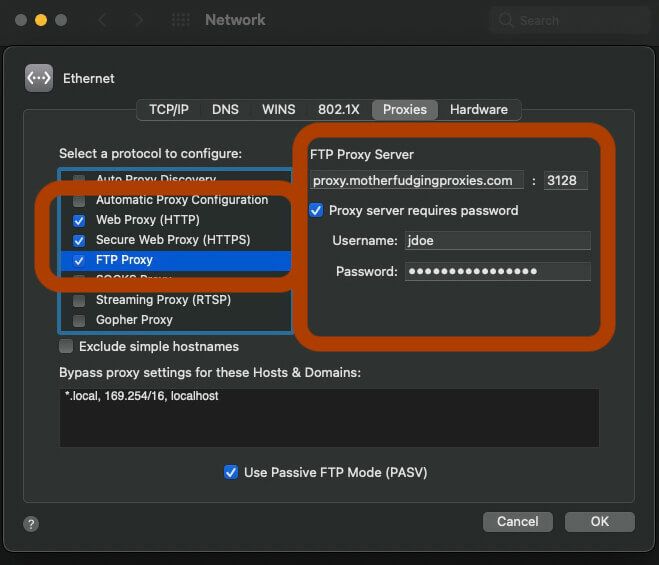 Network
Search
Ethernet
TCP/IP DNS WINS 802.1X Proxies Hardware
Select a protocol to configure:
Auto Proxy Discovery
Automatic Proxy Configuration
Web Proxy (HTTP)
Secure Web Proxy (HTTPS)
FTP Proxy
SOCKS Proxy
Streaming Proxy (RTSP)
Gopher Proxy
FTP Proxy Server
proxy.motherfudgingproxies.com : 3128
Proxy server requires password
Username: jdoe
Password: ••••••••••••••••
Exclude simple hostnames
Bypass proxy settings for these Hosts & Domains:
*.local, 169.254/16, localhost
Use Passive FTP Mode (PASV)
? Cancel OK